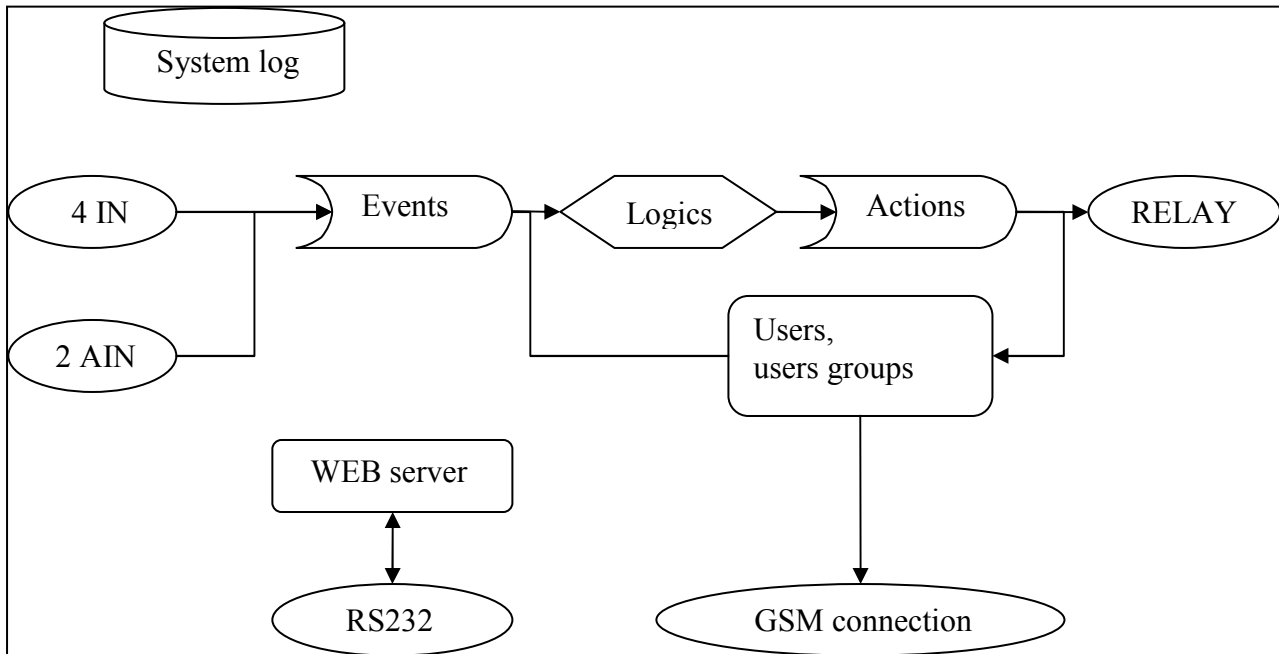 System log
4 IN
Events
Logics
Actions
RELAY
2 AIN
Users,
users groups
WEB server
RS232
GSM connection